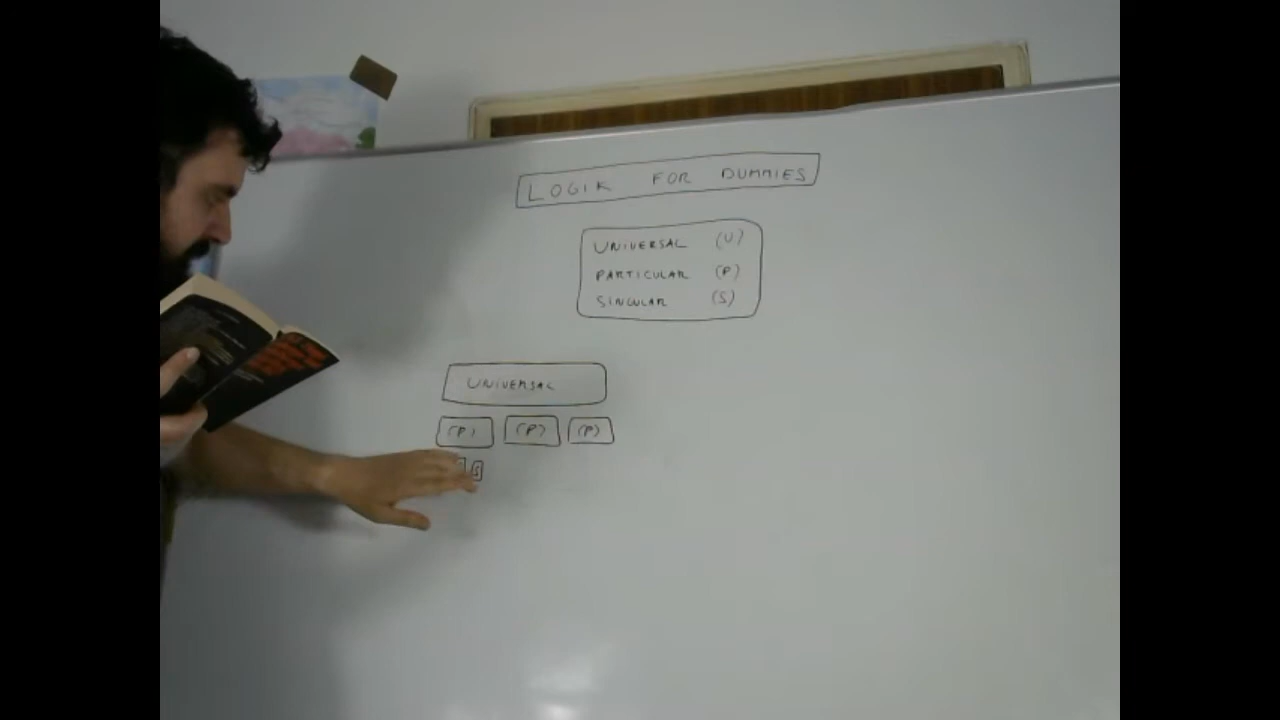 LOGIK FOR DUMMIES
UNIVERSAL (U)
PARTICULAR (P)
SINGULAR (S)
UNIVERSAL
(P) (P) (P)
S